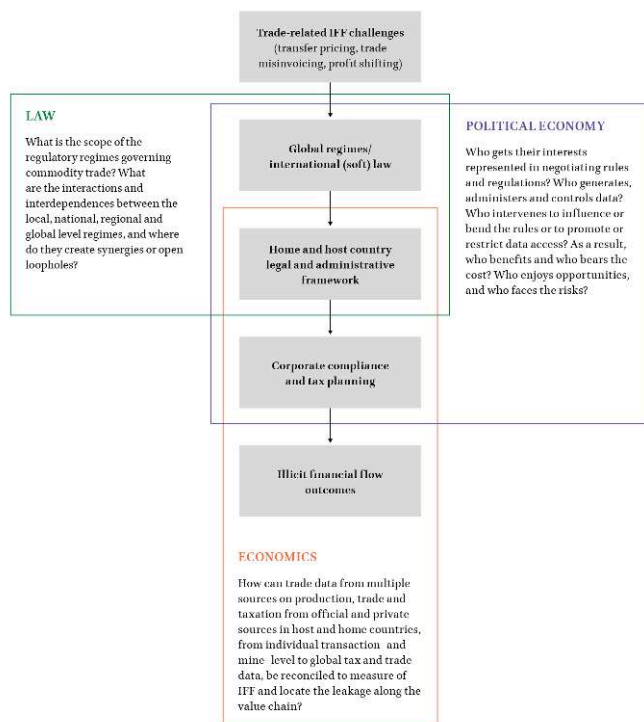 Trade-related IFF challenges
(transfer pricing, trade
misinvoicing, profit shifting)
LAW
What is the scope of the
regulatory regimes governing
commodity trade? What
are the interactions and
interdependences between the
local, national, regional and
global level regimes, and where
do they create synergies or open
loopholes?
Global regimes/
international (soft) law
POLITICAL ECONOMY
Who gets their interests
represented in negotiating rules
and regulations? Who generates,
administers and controls data?
Who intervenes to influence or
bend the rules or to promote or
restrict data access? As a result,
who benefits and who bears the
cost? Who enjoys opportunities,
and who faces the risks?
Home and host country
legal and administrative
framework
Corporate compliance
and tax planning
Illicit financial flow
outcomes
ECONOMICS
How can trade data from multiple
sources on production, trade and
taxation from official and private
sources in host and home countries,
from individual transaction- and
mine-level to global tax and trade
data, be reconciled to measure of
IFF and locate the leakage along the
value chain?